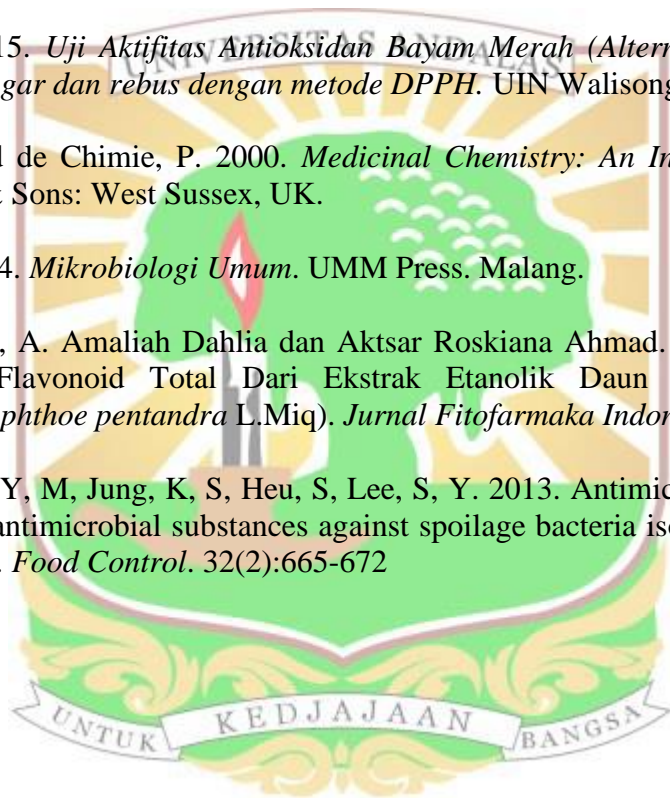 UNIVERSITAS ANDALAS
15. Uji Aktifitas Antioksidan Bayam Merah (Altern
gar dan rebus dengan metode DPPH. UIN Walisong
d de Chimie, P. 2000. Medicinal Chemistry: An In
& Sons: West Sussex, UK.
4. Mikrobiologi Umum. UMM Press. Malang.
, A. Amaliah Dahlia dan Aktsar Roskiana Ahmad.
Flavonoid Total Dari Ekstrak Etanolik Daun
phthoe pentandra L.Miq). Jurnal Fitofarmaka Indon
Y, M, Jung, K, S, Heu, S, Lee, S, Y. 2013. Antimic
antimicrobial substances against spoilage bacteria iso
. Food Control. 32(2):665-672
UNTUK KEDJAJAAN BANGSA